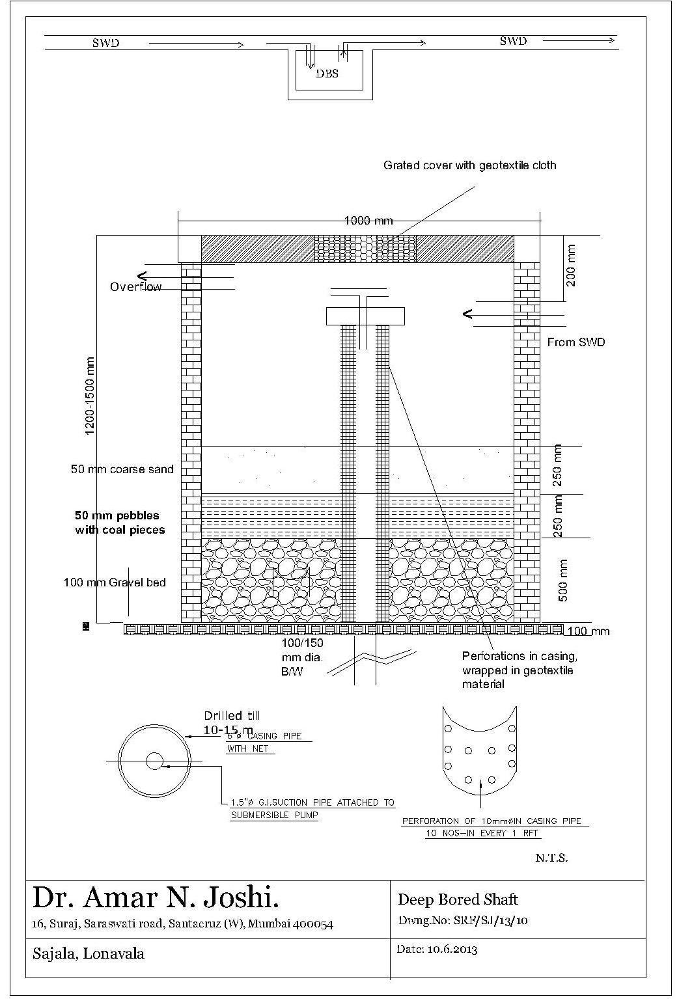 SWD
SWD
DBS
Grated cover with geotextile cloth
1000 mm
200 mm
Overflow
From SWD
1200-1500 mm
50 mm coarse sand
250 mm
50 mm pebbles
with coal pieces
250 mm
100 mm Gravel bed
500 mm
100 mm
100/150
mm dia.
B/W
Perforations in casing,
wrapped in geotextile
material
Drilled till
10-15 m
6"ø CASING PIPE
WITH NET
1.5"ø G.I.SUCTION PIPE ATTACHED TO
SUBMERSIBLE PUMP
PERFORATION OF 10mmøIN CASING PIPE
10 NOS-IN EVERY 1 RFT
N.T.S.
Dr. Amar N. Joshi.
16, Suraj, Saraswati road, Santacruz (W), Mumbai 400054
Deep Bored Shaft
Dwng.No: SRF/SJ/13/10
Sajala, Lonavala
Date: 10.6.2013